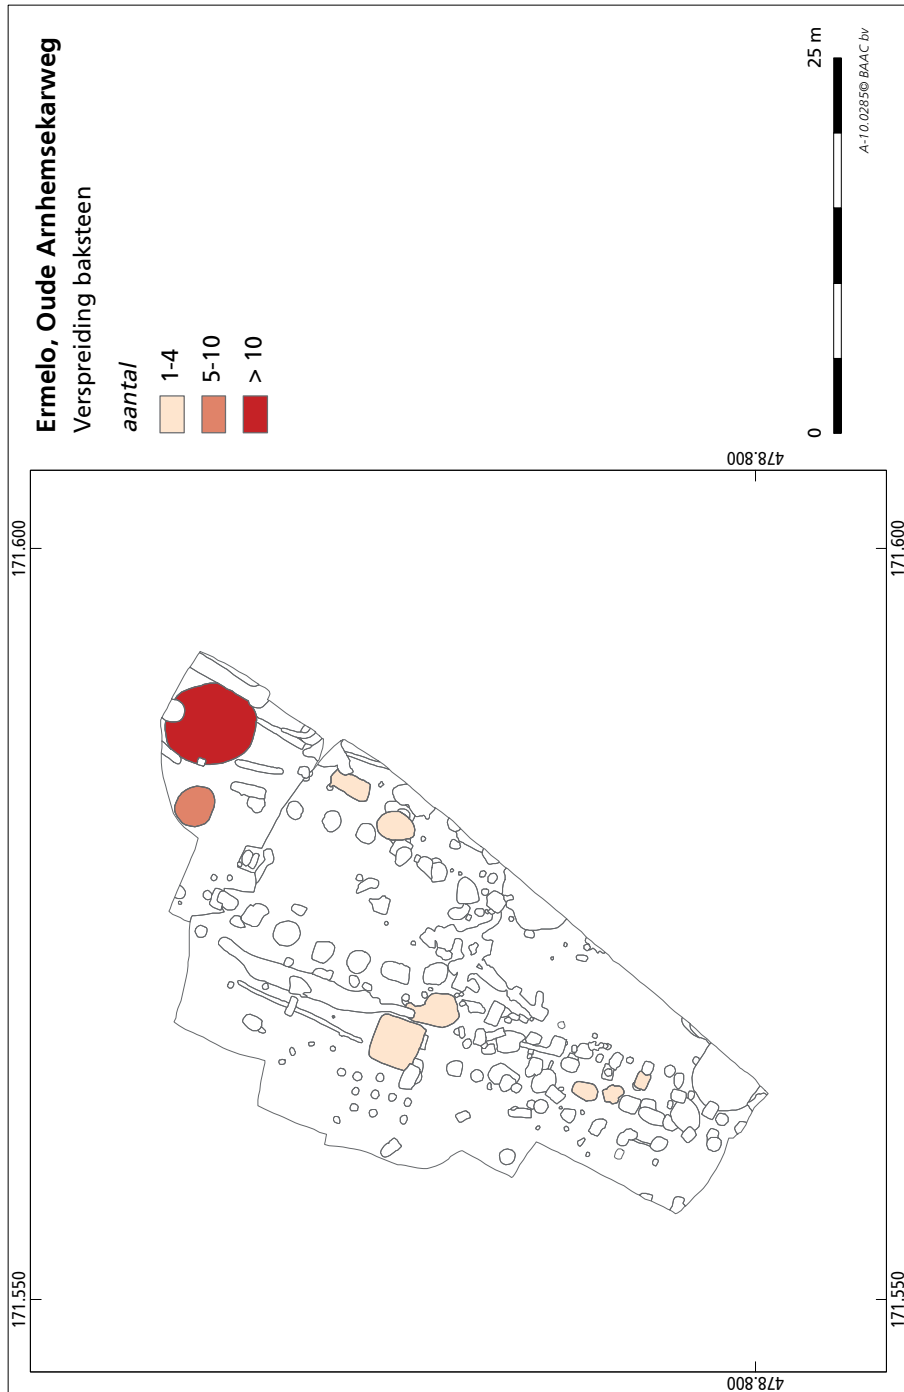 Ermelo, Oude Arnhemsekarweg
Verspreiding baksteen
aantal
1-4
5-10
> 10
0
25 m
A-10.0285© BAAC bv
171.550
171.600
478.800
478.800
171.550
171.600